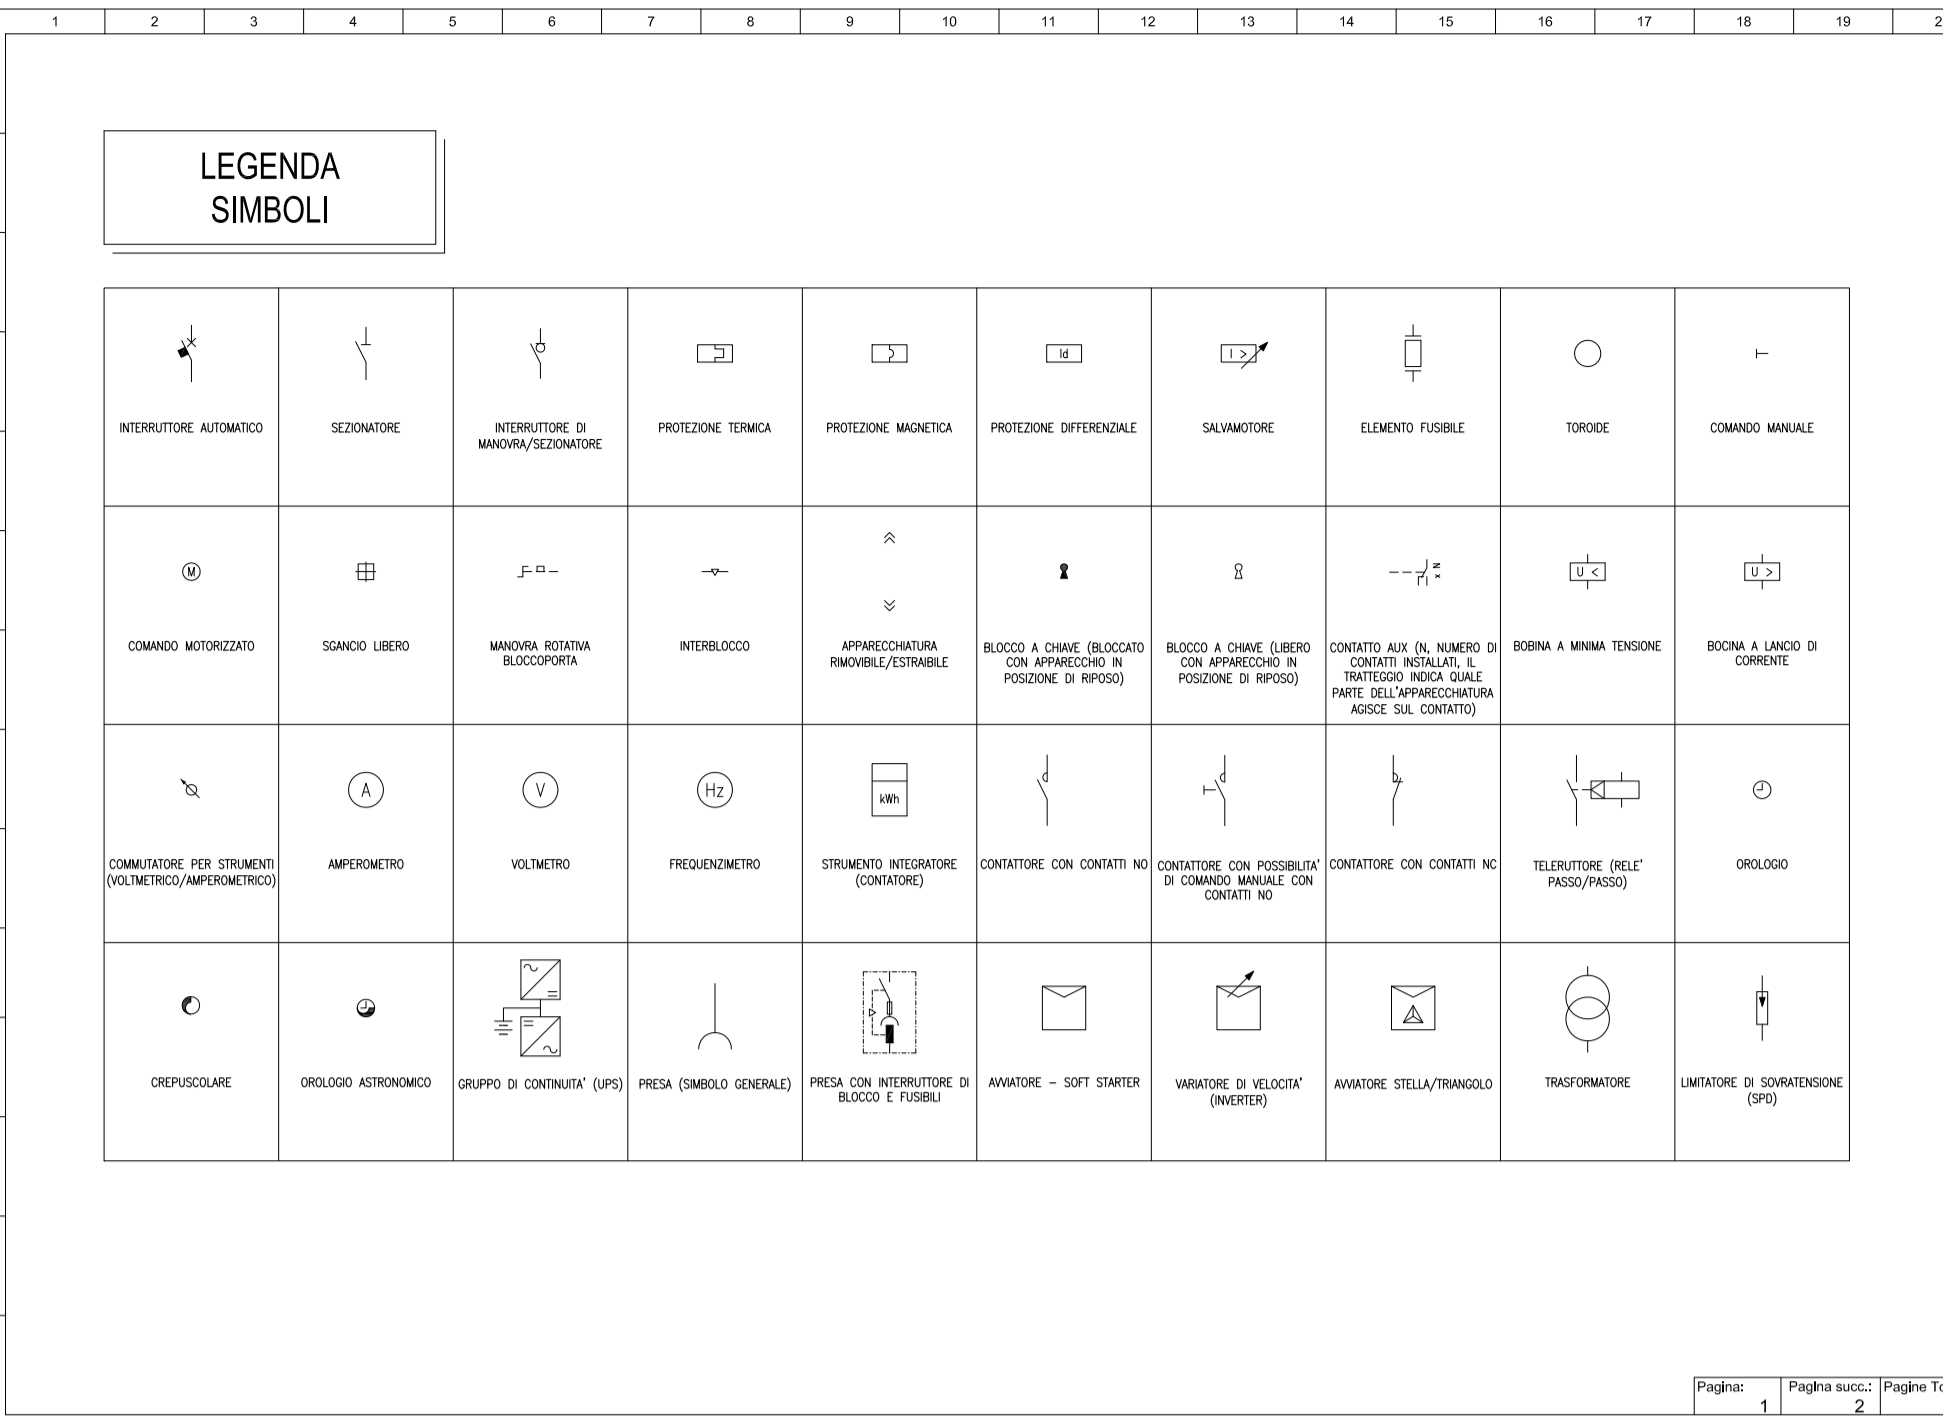 1 2 3 4 5 6 7 8 9 10 11 12 13 14 15 16 17 18 19 2
LEGENDA
SIMBOLI
Id
I >
INTERRUTTORE AUTOMATICO
SEZIONATORE
INTERRUTTORE DI
MANOVRA/SEZIONATORE
PROTEZIONE TERMICA
PROTEZIONE MAGNETICA
PROTEZIONE DIFFERENZIALE
SALVAMOTORE
ELEMENTO FUSIBILE
TOROIDE
COMANDO MANUALE
M
N
x
U <
U >
COMANDO MOTORIZZATO
SGANCIO LIBERO
MANOVRA ROTATIVA
BLOCCOPORTA
INTERBLOCCO
APPARECCHIATURA
RIMOVIBILE/ESTRAIBILE
BLOCCO A CHIAVE (BLOCCATO
CON APPARECCHIO IN
POSIZIONE DI RIPOSO)
BLOCCO A CHIAVE (LIBERO
CON APPARECCHIO IN
POSIZIONE DI RIPOSO)
CONTATTO AUX (N, NUMERO DI
CONTATTI INSTALLATI, IL
TRATTEGGIO INDICA QUALE
PARTE DELL'APPARECCHIATURA
AGISCE SUL CONTATTO)
BOBINA A MINIMA TENSIONE
BOCINA A LANCIO DI
CORRENTE
A
V
Hz
kWh
COMMUTATORE PER STRUMENTI
(VOLTMETRICO/AMPEROMETRICO)
AMPEROMETRO
VOLTMETRO
FREQUENZIMETRO
STRUMENTO INTEGRATORE
(CONTATORE)
CONTATTORE CON CONTATTI NO
CONTATTORE CON POSSIBILITA'
DI COMANDO MANUALE CON
CONTATTI NO
CONTATTORE CON CONTATTI NC
TELERUTTORE (RELE'
PASSO/PASSO)
OROLOGIO
CREPUSCOLARE
OROLOGIO ASTRONOMICO
GRUPPO DI CONTINUITA' (UPS)
PRESA (SIMBOLO GENERALE)
PRESA CON INTERRUTTORE DI
BLOCCO E FUSIBILI
AVVIATORE – SOFT STARTER
VARIATORE DI VELOCITA'
(INVERTER)
AVVIATORE STELLA/TRIANGOLO
TRASFORMATORE
LIMITATORE DI SOVRATENSIONE
(SPD)
Pagina: Pagina succ.: Pagine To
1 2